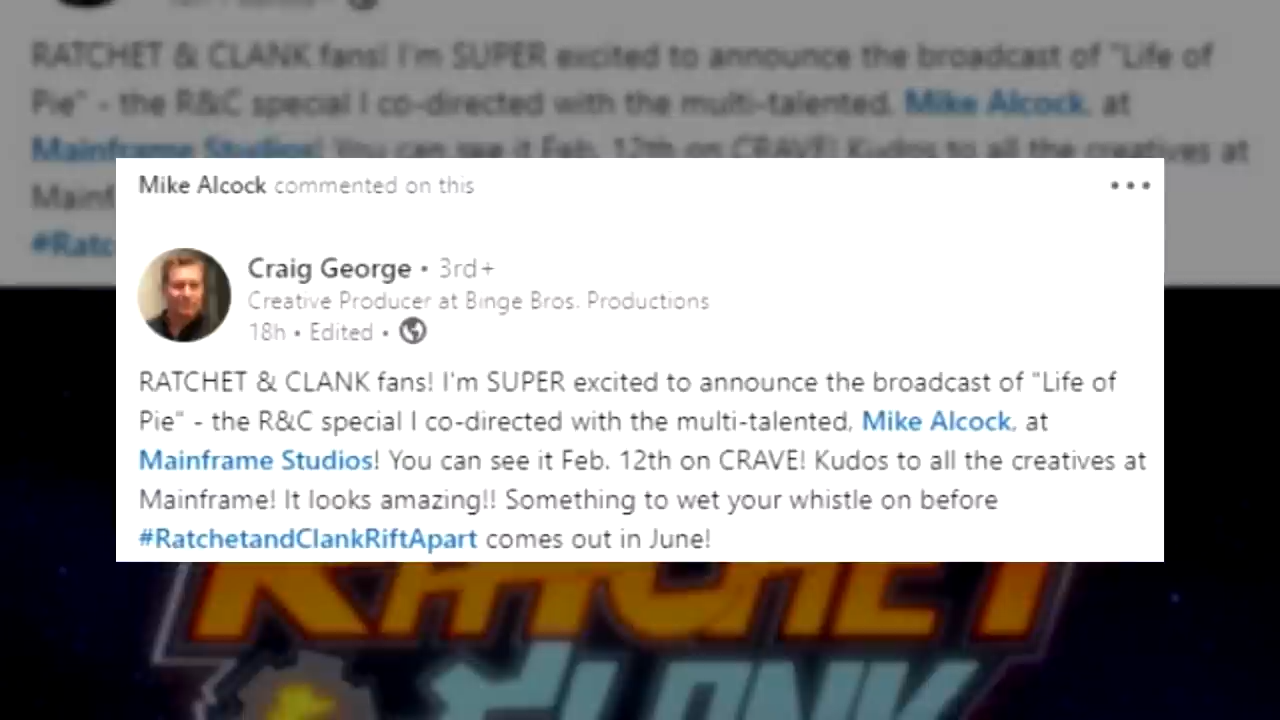 RATCHET & CLANK fans! I'm SUPER excited to announce the broadcast of "Life of
Pie" - the R&C special I co-directed with the multi-talented, Mike Alcock, at
Mainframe Studios! You can see it Feb. 12th on CRAVE! Kudos to all the creatives at
Mainf
#Ratc
Mike Alcock commented on this
Craig George • 3rd+
Creative Producer at Binge Bros. Productions
18h • Edited •
RATCHET & CLANK fans! I'm SUPER excited to announce the broadcast of "Life of
Pie" - the R&C special I co-directed with the multi-talented, Mike Alcock, at
Mainframe Studios! You can see it Feb. 12th on CRAVE! Kudos to all the creatives at
Mainframe! It looks amazing!! Something to wet your whistle on before
#RatchetandClankRiftApart comes out in June!
RATCHET
CLANK